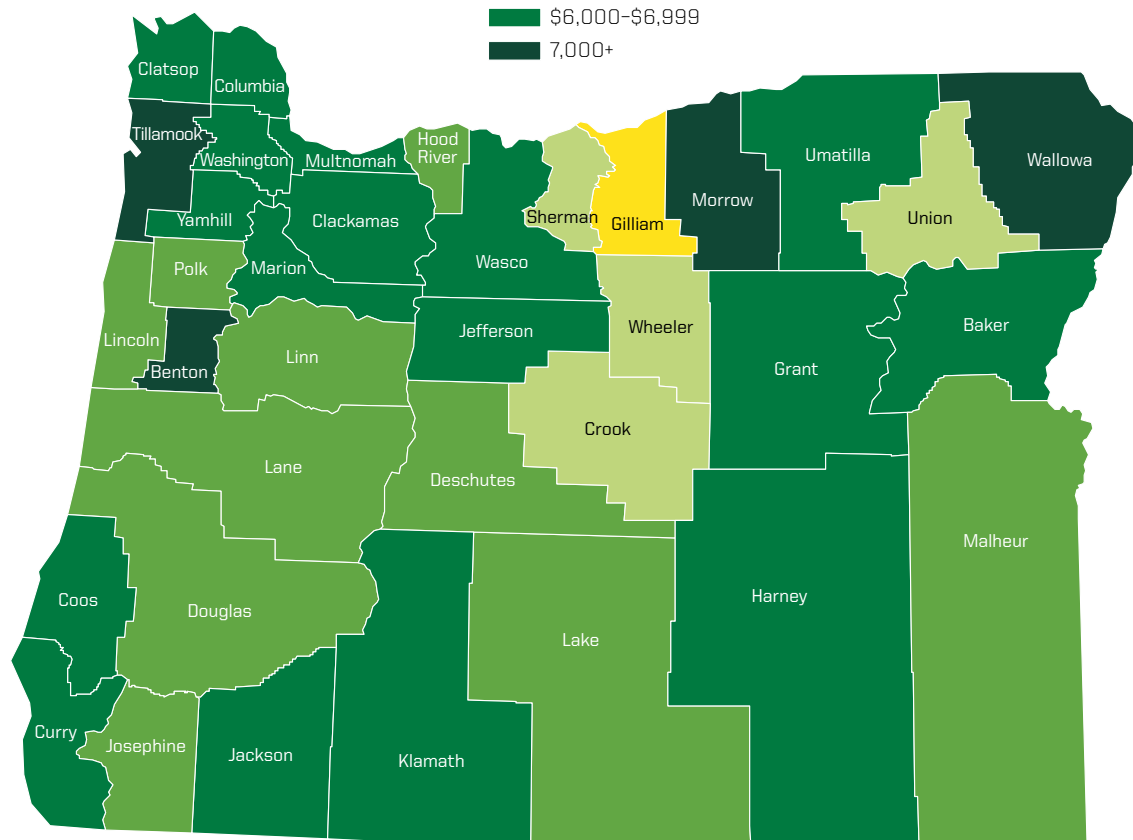 $6,000–$6,999
7,000+
Clatsop
Columbia
Tillamook
Washington
Multnomah
Hood
River
Yamhill
Clackamas
Sherman
Gilliam
Morrow
Umatilla
Wallowa
Union
Polk
Marion
Wasco
Lincoln
Benton
Linn
Jefferson
Wheeler
Grant
Baker
Crook
Lane
Deschutes
Malheur
Coos
Douglas
Harney
Lake
Curry
Josephine
Jackson
Klamath